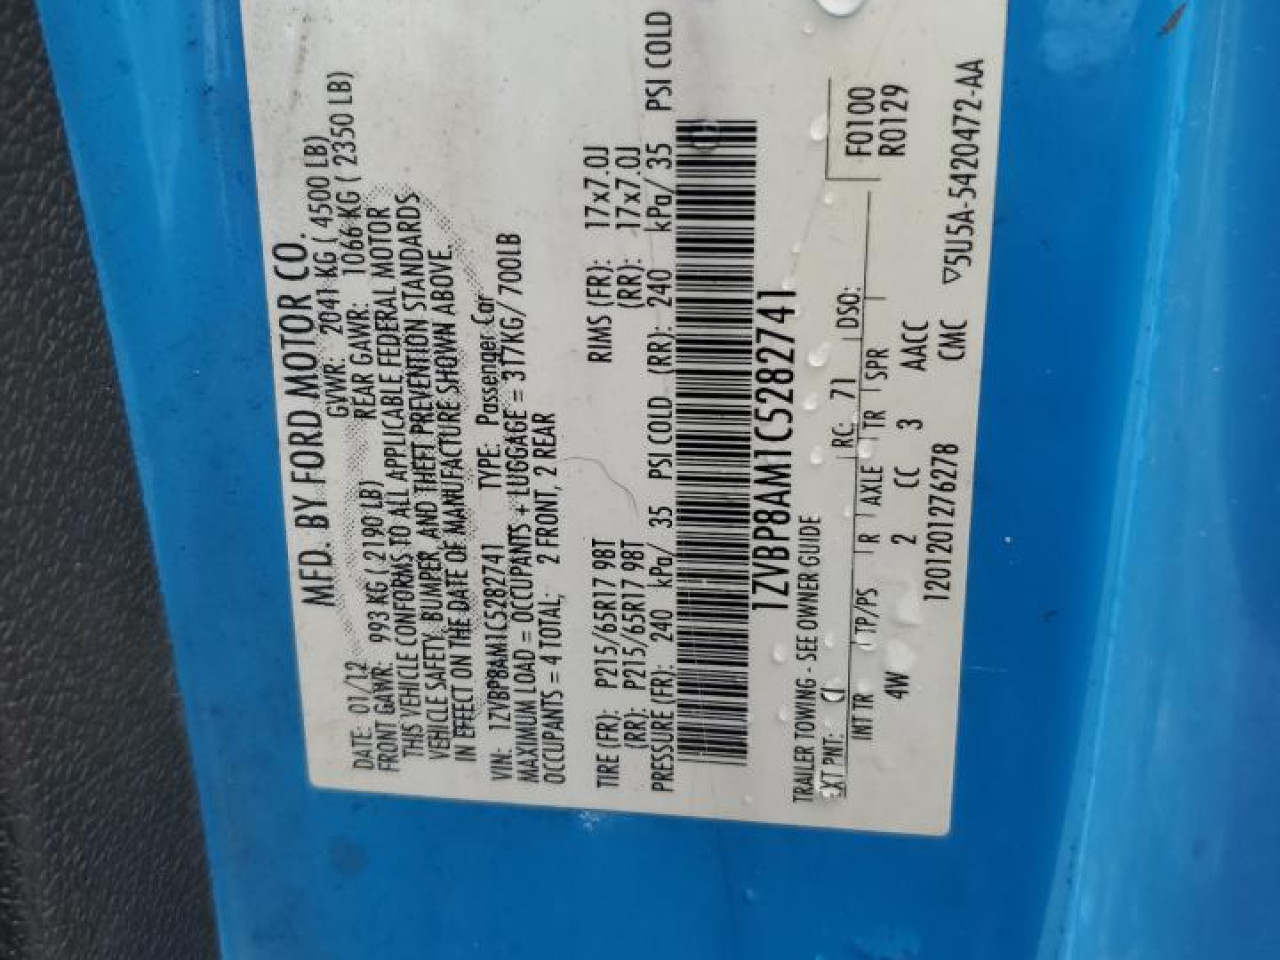 MFD. BY FORD MOTOR CO.
DATE: 01/12 GVWR: 2041 KG ( 4500 LB)
FRONT GAWR: 993 KG ( 2190 LB) REAR GAWR: 1066 KG ( 2350 LB)
THIS VEHICLE CONFORMS TO ALL APPLICABLE FEDERAL MOTOR
VEHICLE SAFETY, BUMPER, AND THEFT PREVENTION STANDARDS
IN EFFECT ON THE DATE OF MANUFACTURE SHOWN ABOVE.
VIN: 1ZVBP8AM1C5282741 TYPE: Passenger Car
MAXIMUM LOAD = OCCUPANTS + LUGGAGE = 317KG/ 700LB
OCCUPANTS = 4 TOTAL, 2 FRONT, 2 REAR
TIRE (FR): P215/65R17 98T RIMS (FR): 17x7.0J
(RR): P215/65R17 98T (RR): 17x7.0J
PRESSURE (FR): 240 kPa/ 35 PSI COLD (RR): 240 kPa/ 35 PSI COLD
1ZVBP8AM1C5282741
TRAILER TOWING - SEE OWNER GUIDE
EXT PNT: CI RC: 71 DSO: F0100
R0129
INT TR TP/PS R AXLE TR SPR
4W 2 CC 3 AACC
1201201276278 CMC ▽5U5A-5420472-AA